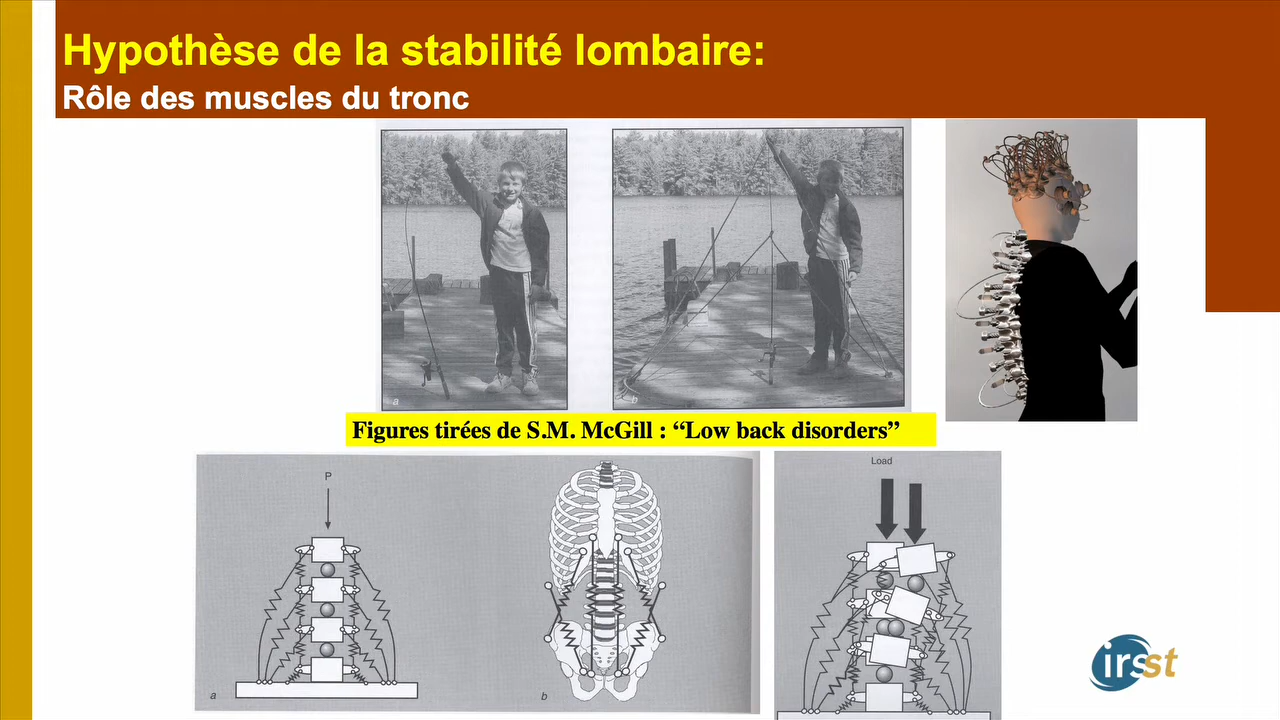 Hypothèse de la stabilité lombaire:
Rôle des muscles du tronc
a
b
Figures tirées de S.M. McGill : “Low back disorders”
P
a
b
Load
irsst